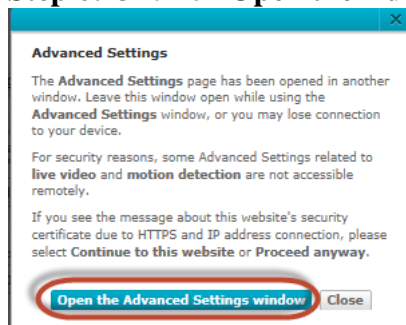 Advanced Settings
The Advanced Settings page has been opened in another
window. Leave this window open while using the
Advanced Settings window, or you may lose connection
to your device.
For security reasons, some Advanced Settings related to
live video and motion detection are not accessible
remotely.
If you see the message about this website's security
certificate due to HTTPS and IP address connection, please
select Continue to this website or Proceed anyway.
Open the Advanced Settings window Close